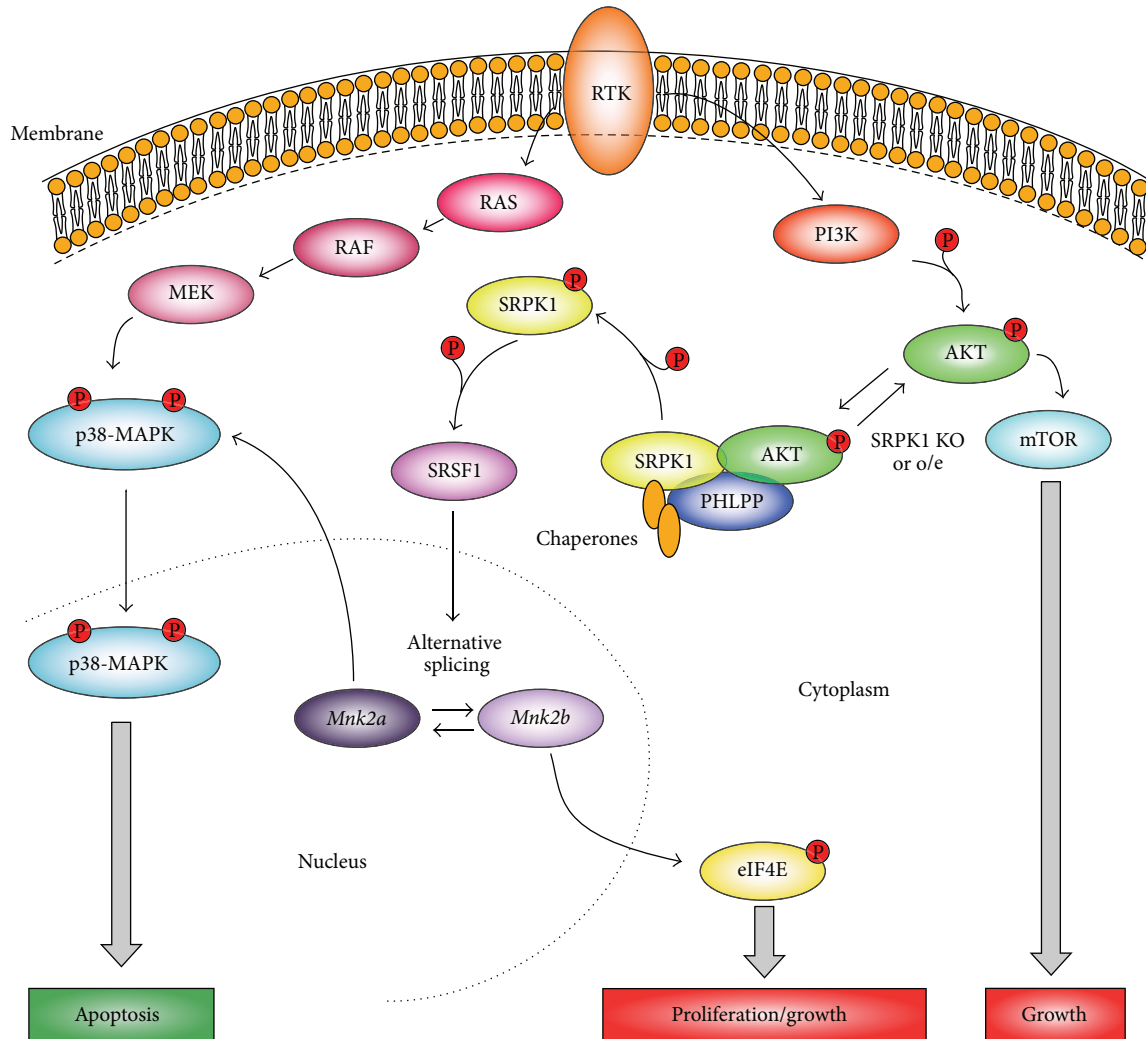 RTK
Membrane
RAS
PI3K
P
RAF
P
SRPK1
MEK
P
P
AKT
P
P
P
P
p38-MAPK
mTOR
P
SRPK1 KO
or o/e
AKT
SRPK1
SRSF1
PHLPP
Chaperones
P
P
Alternative
splicing
p38-MAPK
Cytoplasm
Mnk2a
Mnk2b
P
Nucleus
eIF4E
Apoptosis
Proliferation/growth
Growth